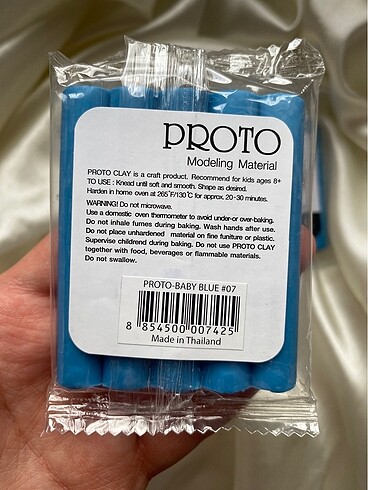 PROTO
Modeling Material
PROTO CLAY is a craft product. Recommend for kids ages 8+
TO USE : Knead until soft and smooth. Shape as desired.
Harden in home oven at 265°F/130°C for approx. 20-30 minutes.
WARNING! Do not microwave.
Use a domestic oven thermometer to avoid under-or over-baking.
Do not inhale fumes during baking. Wash hands after use.
Do not place unhardened material on fine funiture or plastic.
Supervise childrend during baking. Do not use PROTO CLAY
together with food, beverages or flammable materials.
Do not swallow.
PROTO-BABY BLUE #07
8 854500 007425
Made in Thailand